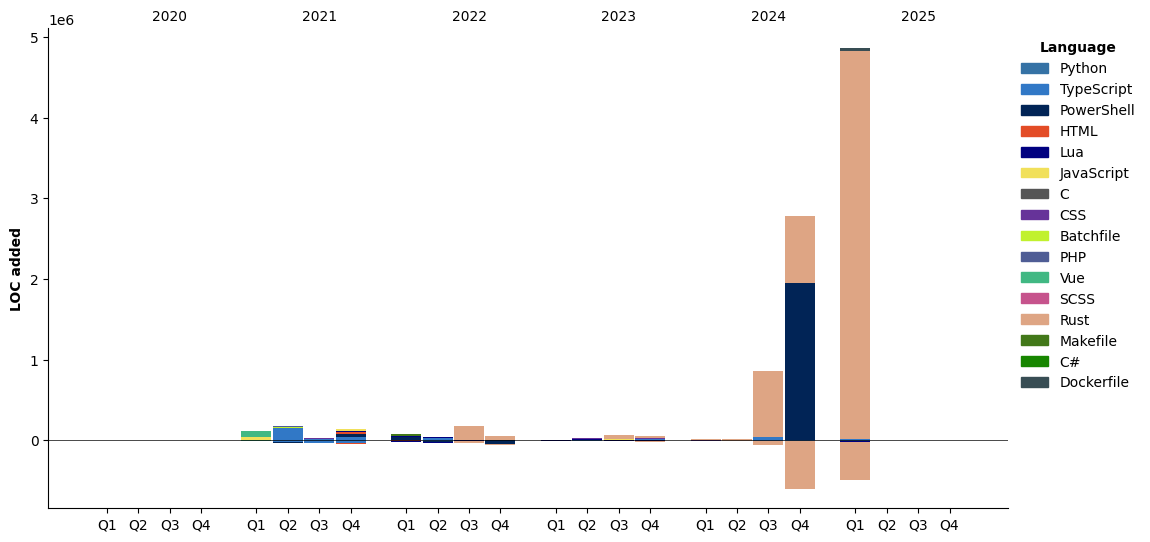 1e6
2020 2021 2022 2023 2024 2025
5
4
3
2
1
0
LOC added
Q1 Q2 Q3 Q4 Q1 Q2 Q3 Q4 Q1 Q2 Q3 Q4 Q1 Q2 Q3 Q4 Q1 Q2 Q3 Q4 Q1 Q2 Q3 Q4
Language
Python
TypeScript
PowerShell
HTML
Lua
JavaScript
C
CSS
Batchfile
PHP
Vue
SCSS
Rust
Makefile
C#
Dockerfile